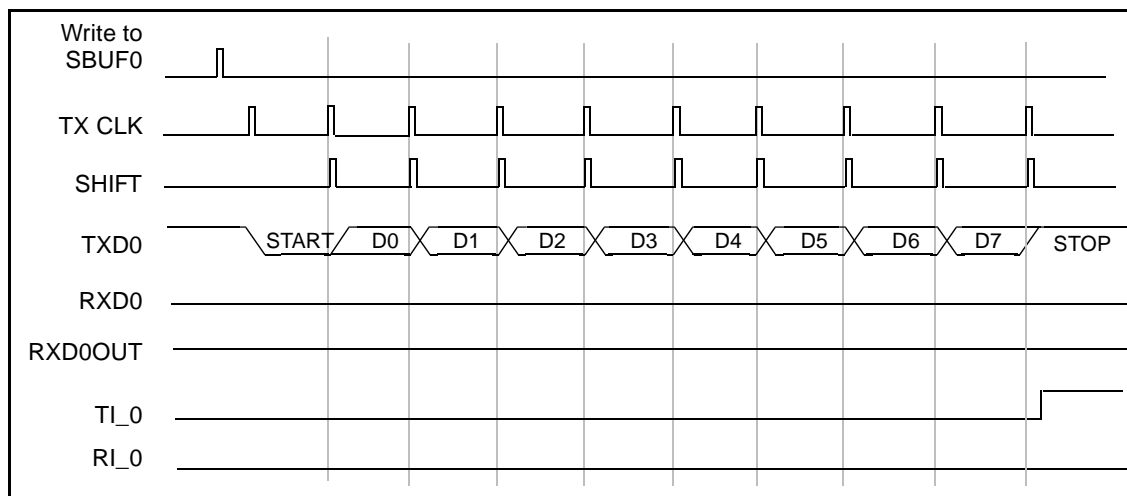 Write to
SBUF0
TX CLK
SHIFT
TXD0
START D0 D1 D2 D3 D4 D5 D6 D7 STOP
RXD0
RXD0OUT
TI_0
RI_0